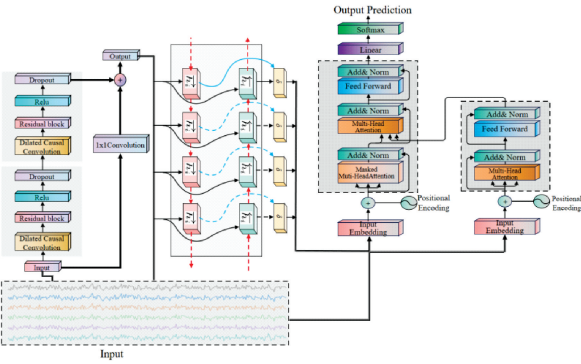 Output Prediction
Softmax
Linear
Add& Norm
Feed Forward
Add& Norm
Multi-Head
Attention
Add& Norm
Masked
Muti-HeadAttention
Positional
Encoding
Input
Embedding
Add& Norm
Feed Forward
Add& Norm
Multi-Head
Attention
Positional
Encoding
Input
Embedding
Output
Dropout
Relu
Residual block
Dilated Causal
Convolution
1x1Convolution
Dropout
Relu
Residual block
Dilated Causal
Convolution
Input
Input